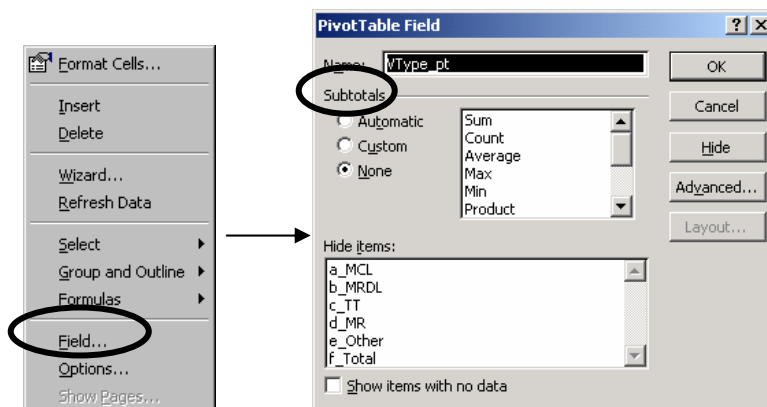 Format Cells...
Insert
Delete
Wizard...
Refresh Data
Select
Group and Outline
Formulas
Field...
Options...
Show Pages...
PivotTable Field
Name: VType_pt
OK
Subtotals
Cancel
Automatic
Custom
None
Sum
Count
Average
Max
Min
Product
Hide
Advanced...
Layout...
Hide items:
a_MCL
b_MRDL
c_TT
d_MR
e_Other
f_Total
Show items with no data